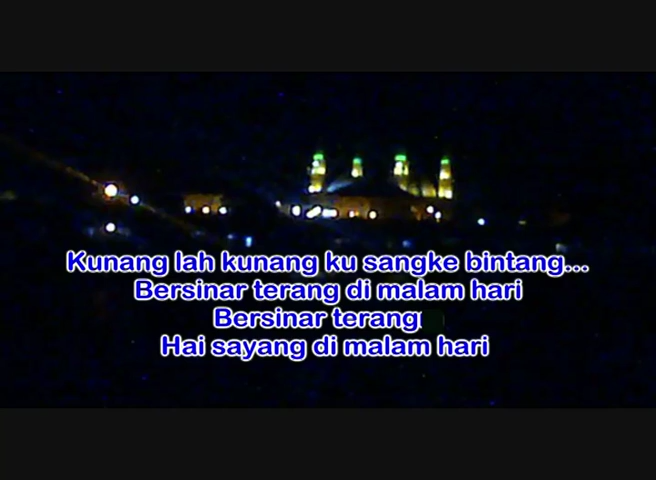 Kunang lah kunang ku sangke bintang...
Bersinar terang di malam hari
Bersinar terang
Hai sayang di malam hari